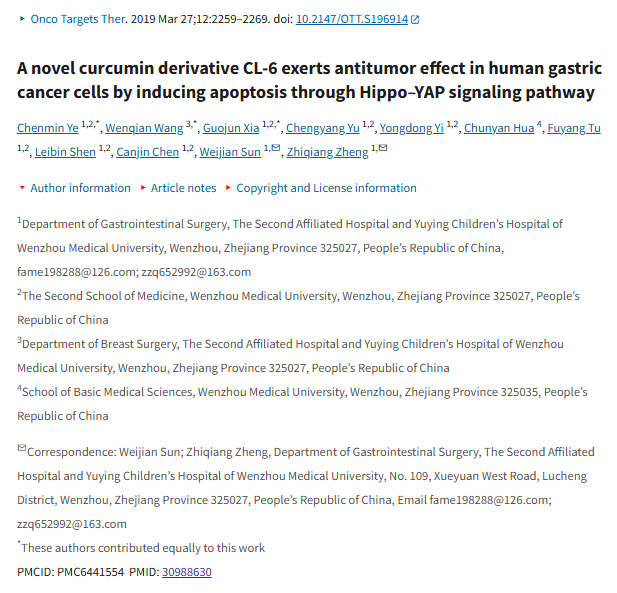 Onco Targets Ther. 2019 Mar 27;12:2259–2269. doi: 10.2147/OTT.S196914
A novel curcumin derivative CL-6 exerts antitumor effect in human gastric
cancer cells by inducing apoptosis through Hippo–YAP signaling pathway
Chenmin Ye 1,2,*, Wenqian Wang 3,*, Guojun Xia 1,2,*, Chengyang Yu 1,2, Yongdong Yi 1,2, Chunyan Hua 4, Fuyang Tu
1,2, Leibin Shen 1,2, Canjin Chen 1,2, Weijian Sun 1,✉, Zhiqiang Zheng 1,✉
Author information Article notes Copyright and License information
1Department of Gastrointestinal Surgery, The Second Affiliated Hospital and Yuying Children’s Hospital of
Wenzhou Medical University, Wenzhou, Zhejiang Province 325027, People’s Republic of China,
fame198288@126.com; zzq652992@163.com
2The Second School of Medicine, Wenzhou Medical University, Wenzhou, Zhejiang Province 325027, People’s
Republic of China
3Department of Breast Surgery, The Second Affiliated Hospital and Yuying Children’s Hospital of Wenzhou
Medical University, Wenzhou, Zhejiang Province 325027, People’s Republic of China
4School of Basic Medical Sciences, Wenzhou Medical University, Wenzhou, Zhejiang Province 325035, People’s
Republic of China
✉Correspondence: Weijian Sun; Zhiqiang Zheng, Department of Gastrointestinal Surgery, The Second Affiliated
Hospital and Yuying Children’s Hospital of Wenzhou Medical University, No. 109, Xueyuan West Road, Lucheng
District, Wenzhou, Zhejiang Province 325027, People’s Republic of China, Email fame198288@126.com;
zzq652992@163.com
*These authors contributed equally to this work
PMCID: PMC6441554 PMID: 30988630